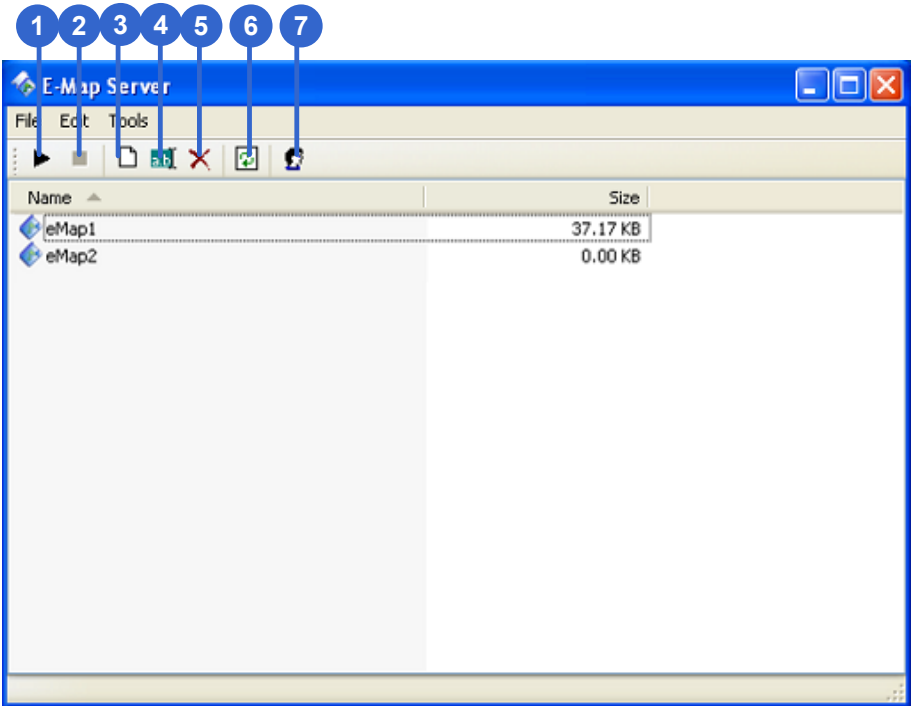 1 2 3 4 5 6 7
E-Map Server
File Edit Tools
a.b
Name Size
eMap1 37.17 KB
eMap2 0.00 KB